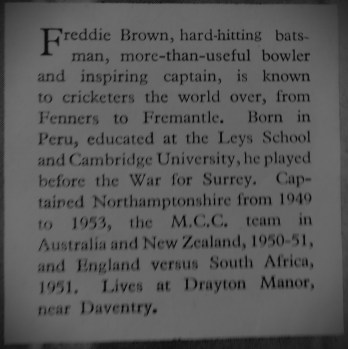 Freddie Brown, hard-hitting bats-
man, more-than-useful bowler
and inspiring captain, is known
to cricketers the world over, from
Fenners to Fremantle. Born in
Peru, educated at the Leys School
and Cambridge University, he played
before the War for Surrey. Cap-
tained Northamptonshire from 1949
to 1953, the M.C.C. team in
Australia and New Zealand, 1950-51,
and England versus South Africa,
1951. Lives at Drayton Manor,
near Daventry.